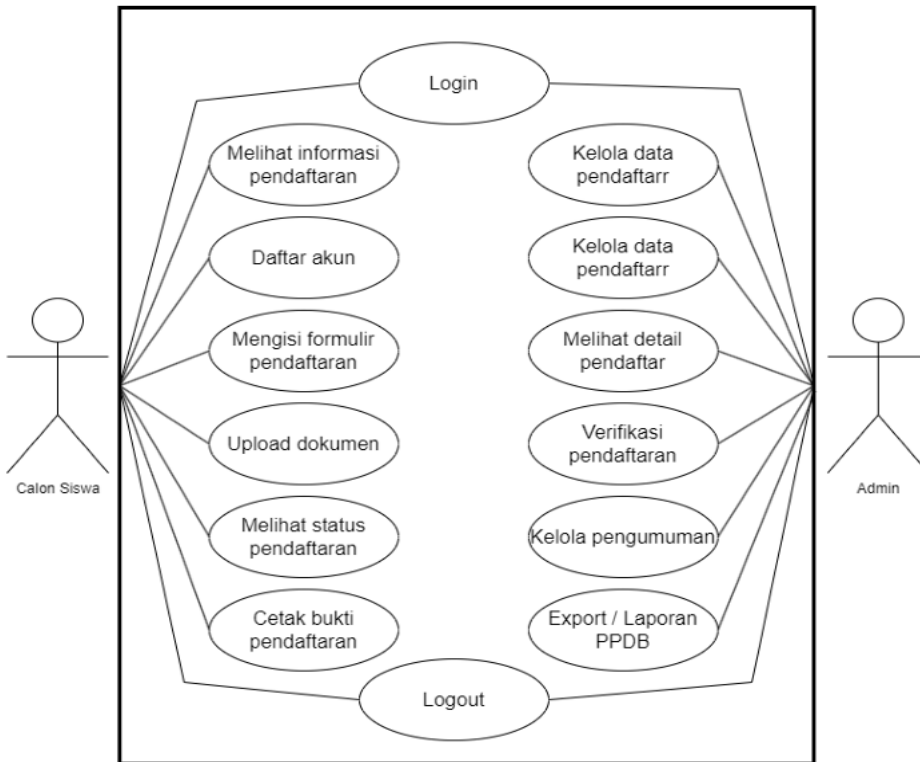 Login
Melihat informasi
pendaftaran
Kelola data
pendaftarr
Daftar akun
Kelola data
pendaftarr
Mengisi formulir
pendaftaran
Melihat detail
pendaftar
Upload dokumen
Verifikasi
pendaftaran
Calon Siswa
Admin
Melihat status
pendaftaran
Kelola pengumuman
Cetak bukti
pendaftaran
Export / Laporan
PPDB
Logout